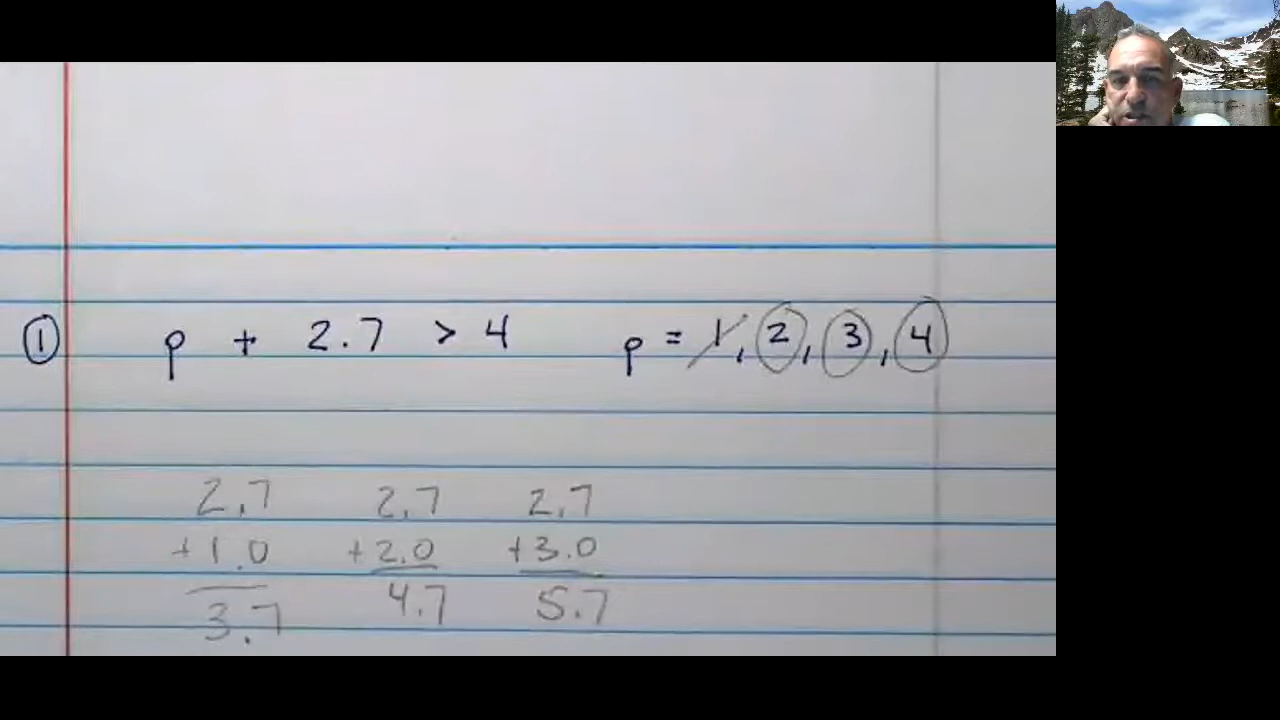 ① p + 2.7 > 4 p = 1, 2, 3, 4
2.7 2.7 2.7
+1.0 +2.0 +3.0
3.7 4.7 5.7